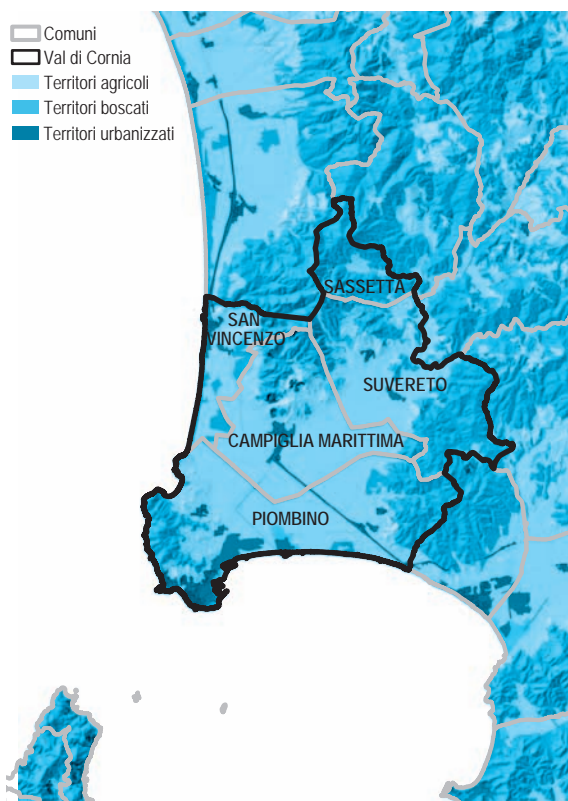 Comuni
Val di Cornia
Territori agricoli
Territori boscati
Territori urbanizzati
SASSETTA
SAN
VINCENZO
SUVERETO
CAMPIGLIA MARITTIMA
PIOMBINO